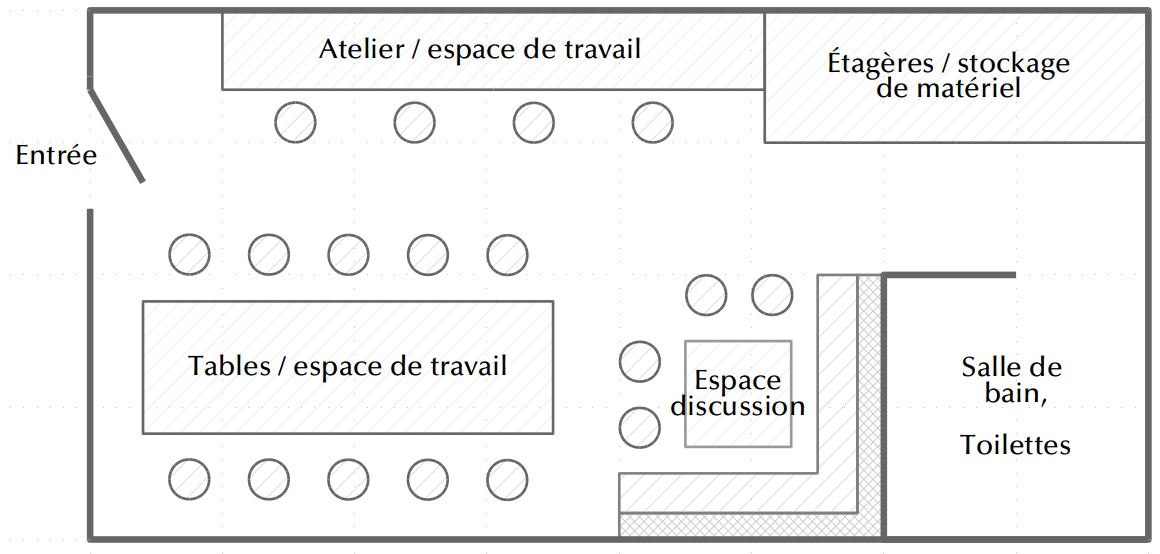 Atelier / espace de travail
Étagères / stockage
de matériel
Entrée
Tables / espace de travail
Espace
discussion
Salle de
bain,
Toilettes